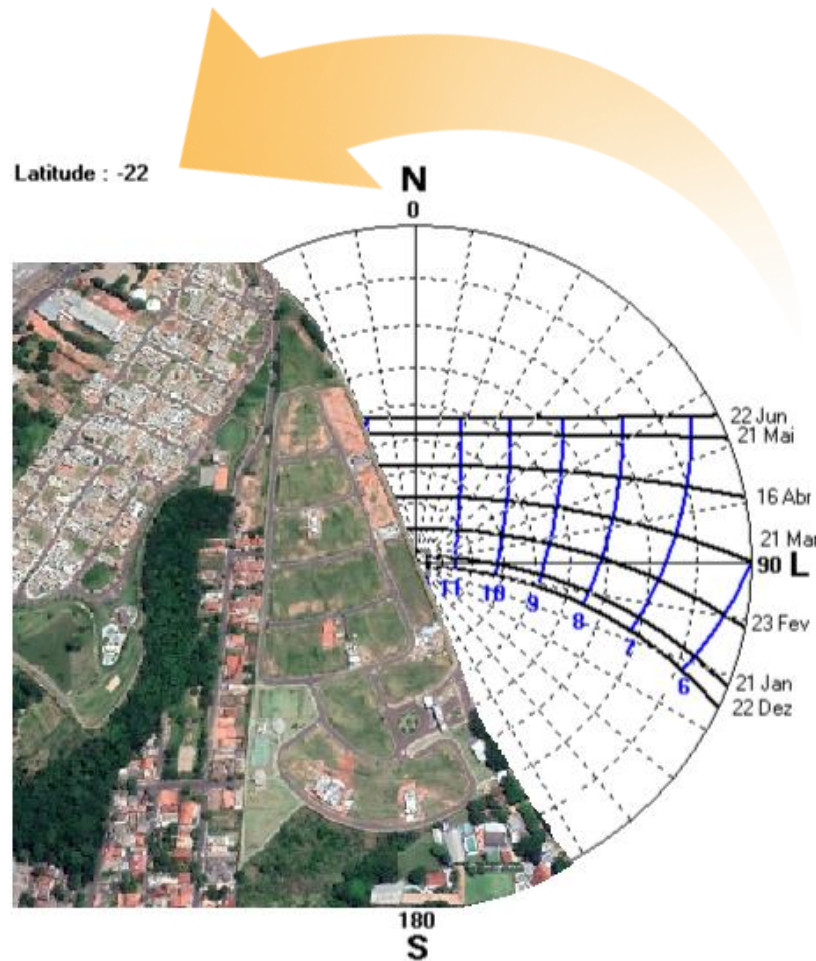 Latitude : -22
N
0
22 Jun
21 Mai
16 Abr
21 Mar
90 L
23 Fev
21 Jan
22 Dez
11
10
9
8
7
6
180
S